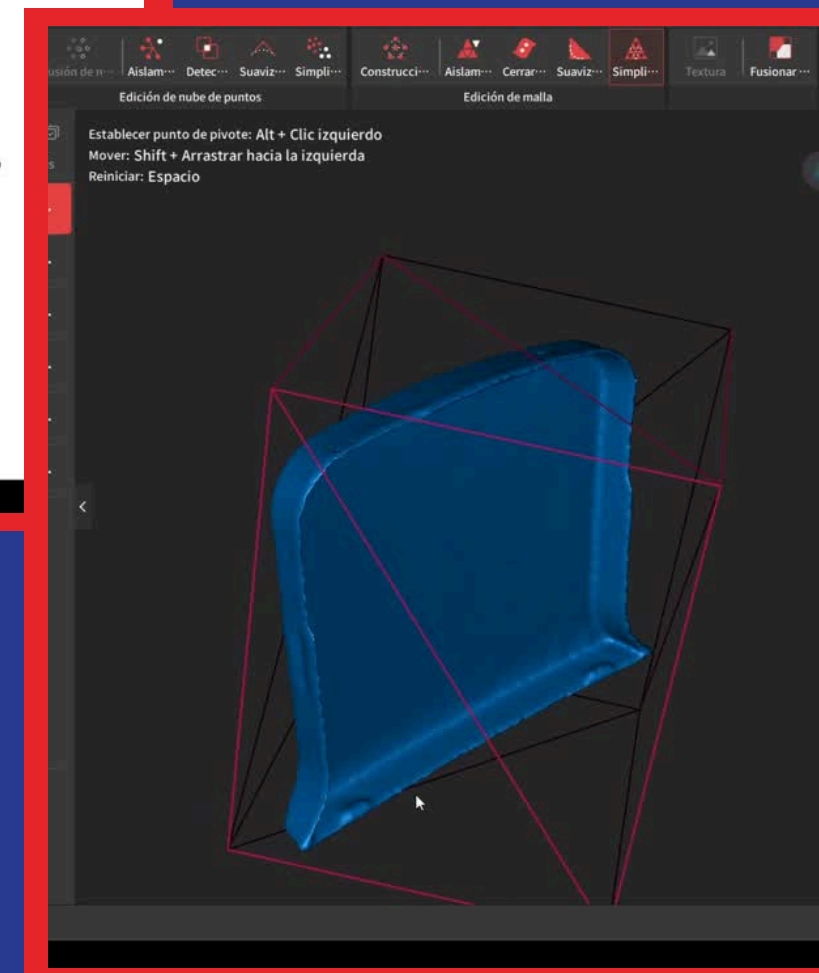 Aislam··· Detec··· Suaviz··· Simpli··· Construcci··· Aislam··· Cerrar··· Suaviz··· Simpli··· Textura Fusionar ···
Edición de nube de puntos Edición de malla
Establecer punto de pivote: Alt + Clic izquierdo
Mover: Shift + Arrastrar hacia la izquierda
Reiniciar: Espacio